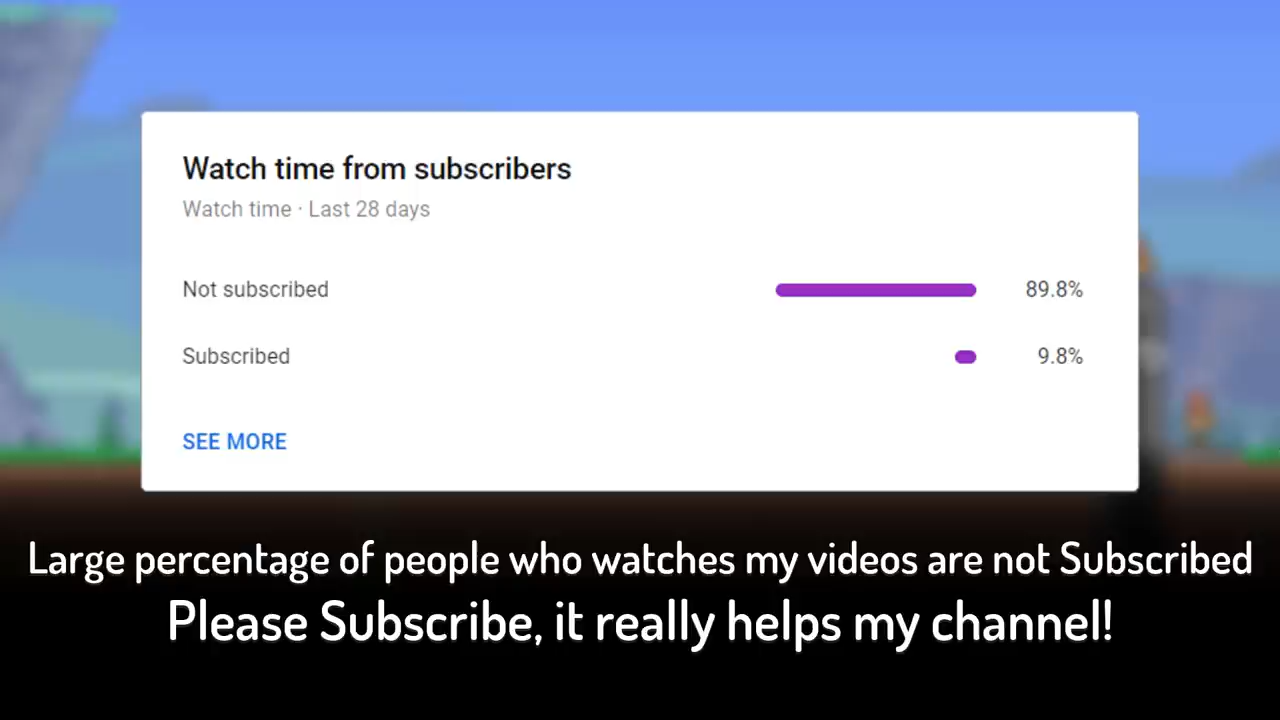 Watch time from subscribers
Watch time · Last 28 days
Not subscribed 89.8%
Subscribed 9.8%
SEE MORE
Large percentage of people who watches my videos are not Subscribed
Please Subscribe, it really helps my channel!